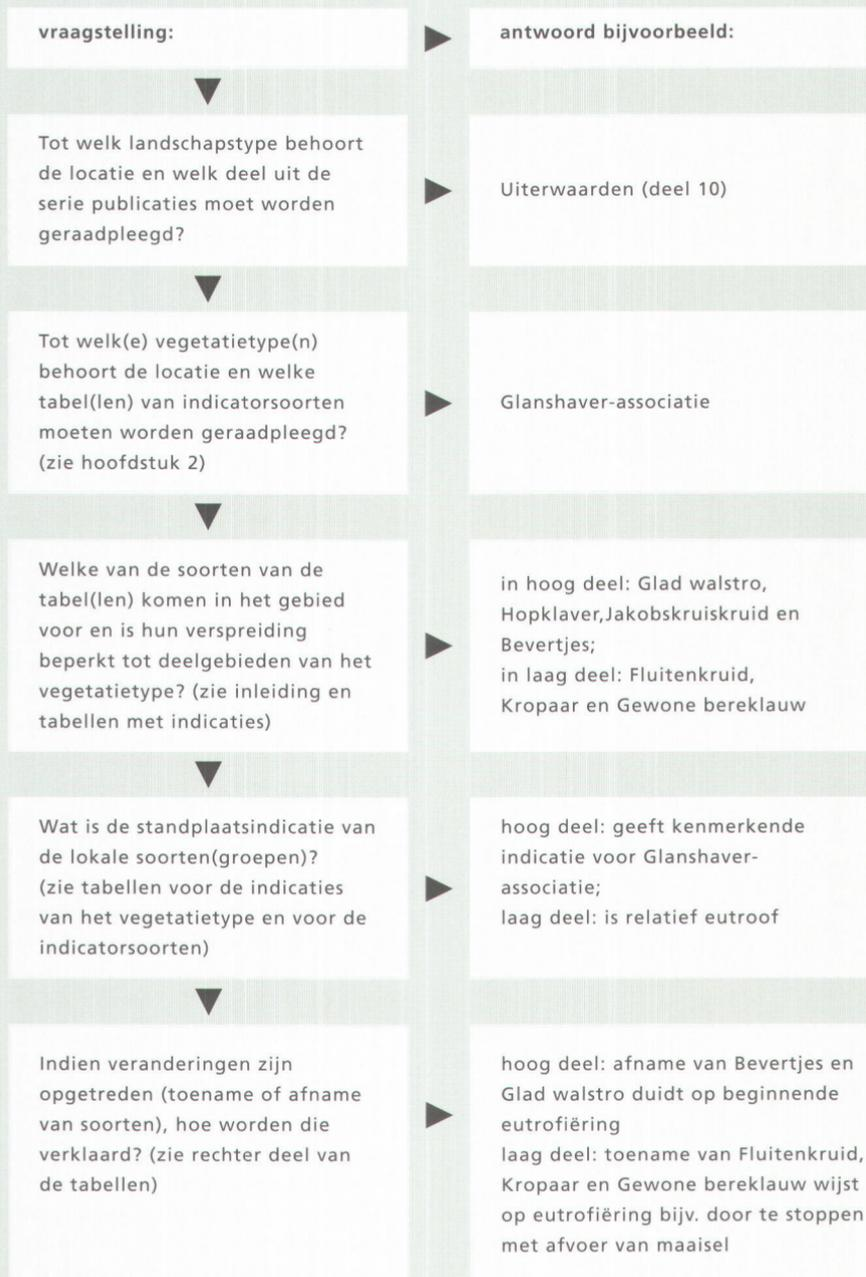 vraagstelling:
antwoord bijvoorbeeld:
Tot welk landschapstype behoort
de locatie en welk deel uit de
serie publicaties moet worden
geraadpleegd?
Uiterwaarden (deel 10)
Tot welk(e) vegetatietype(n)
behoort de locatie en welke
tabel(len) van indicatorsoorten
moeten worden geraadpleegd?
(zie hoofdstuk 2)
Glanshaver-associatie
Welke van de soorten van de
tabel(len) komen in het gebied
voor en is hun verspreiding
beperkt tot deelgebieden van het
vegetatietype? (zie inleiding en
tabellen met indicaties)
in hoog deel: Glad walstro,
Hopklaver,Jakobskruiskruid en
Bevertjes;
in laag deel: Fluitenkruid,
Kropaar en Gewone bereklauw
Wat is de standplaatsindicatie van
de lokale soorten(groepen)?
(zie tabellen voor de indicaties
van het vegetatietype en voor de
indicatorsoorten)
hoog deel: geeft kenmerkende
indicatie voor Glanshaver-
associatie;
laag deel: is relatief eutroof
Indien veranderingen zijn
opgetreden (toename of afname
van soorten), hoe worden die
verklaard? (zie rechter deel van
de tabellen)
hoog deel: afname van Bevertjes en
Glad walstro duidt op beginnende
eutrofiëring
laag deel: toename van Fluitenkruid,
Kropaar en Gewone bereklauw wijst
op eutrofiëring bijv. door te stoppen
met afvoer van maaisel